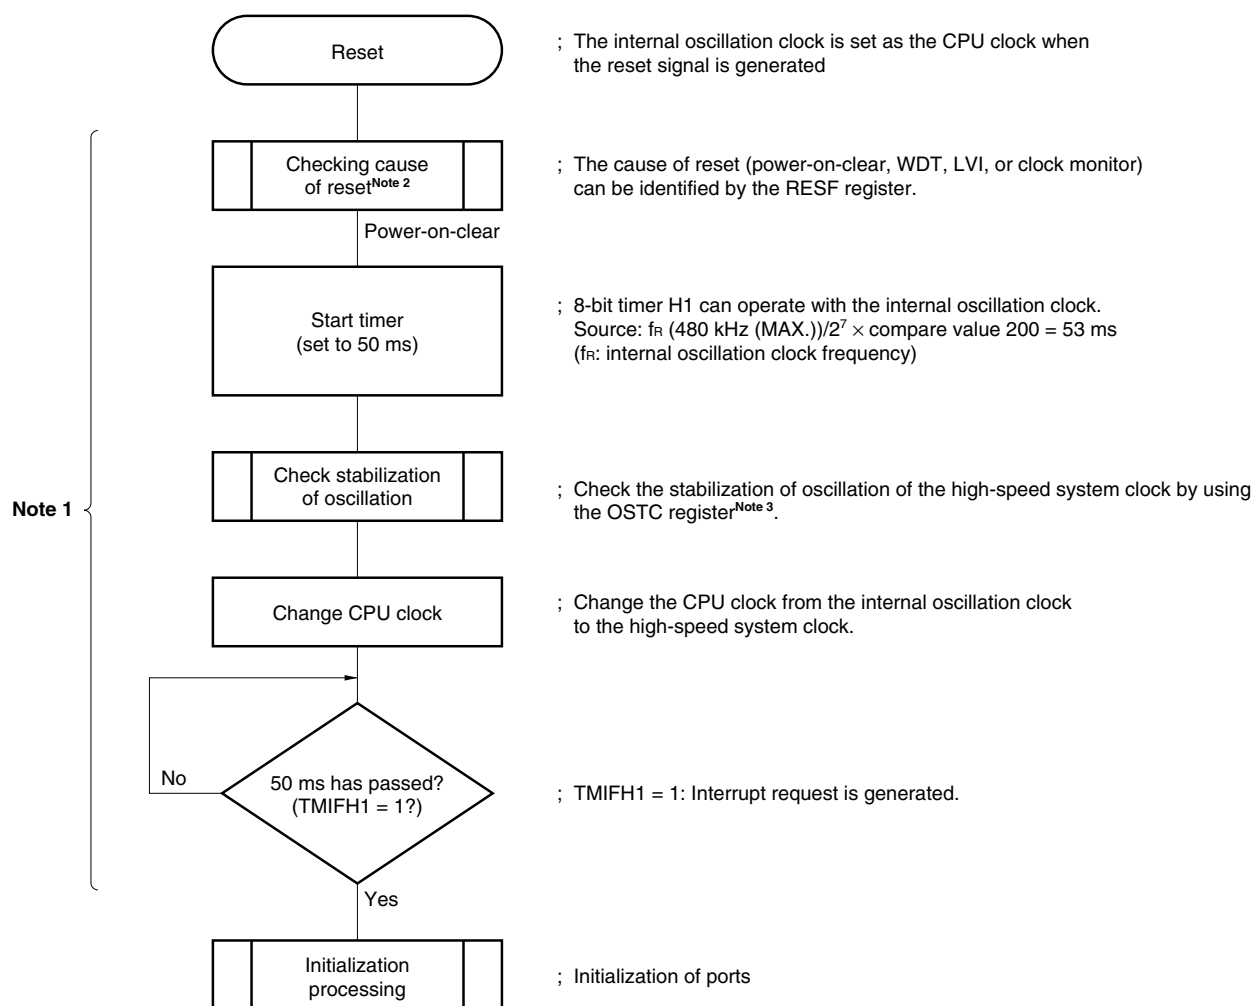 Reset
; The internal oscillation clock is set as the CPU clock when
the reset signal is generated
Checking cause
of reset^Note 2
; The cause of reset (power-on-clear, WDT, LVI, or clock monitor)
can be identified by the RESF register.
Power-on-clear
Start timer
(set to 50 ms)
; 8-bit timer H1 can operate with the internal oscillation clock.
Source: fR (480 kHz (MAX.))/2^7 × compare value 200 = 53 ms
(fR: internal oscillation clock frequency)
Note 1
Check stabilization
of oscillation
; Check the stabilization of oscillation of the high-speed system clock by using
the OSTC register^Note 3.
Change CPU clock
; Change the CPU clock from the internal oscillation clock
to the high-speed system clock.
No
50 ms has passed?
(TMIFH1 = 1?)
; TMIFH1 = 1: Interrupt request is generated.
Yes
Initialization
processing
; Initialization of ports